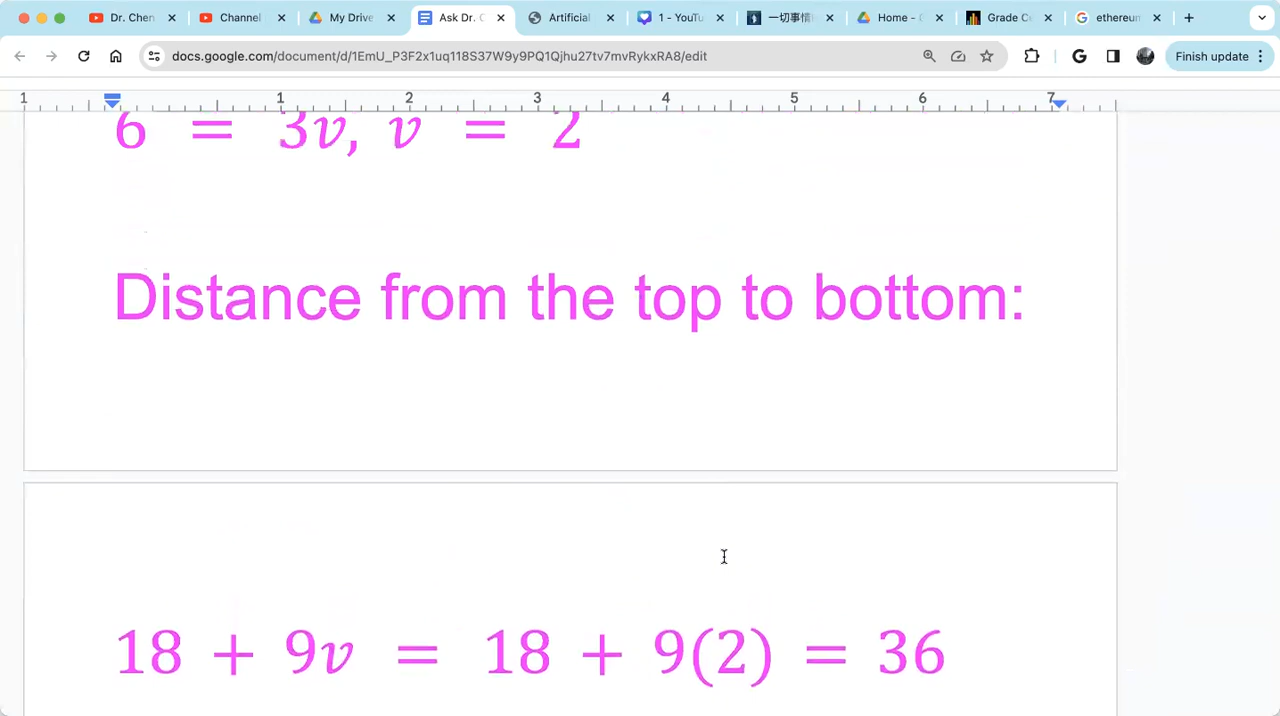 Dr. Chen
Channel
My Drive
Ask Dr. C
Artificial
1 - YouTu
一切事情
Home - G
Grade Ce
ethereum
docs.google.com/document/d/1EmU_P3F2x1uq118S37W9y9PQ1Qjhu27tv7mvRykxRA8/edit
Finish update
1 1 2 3 4 5 6 7
6 = 3v, v = 2
Distance from the top to bottom:
18 + 9v = 18 + 9(2) = 36